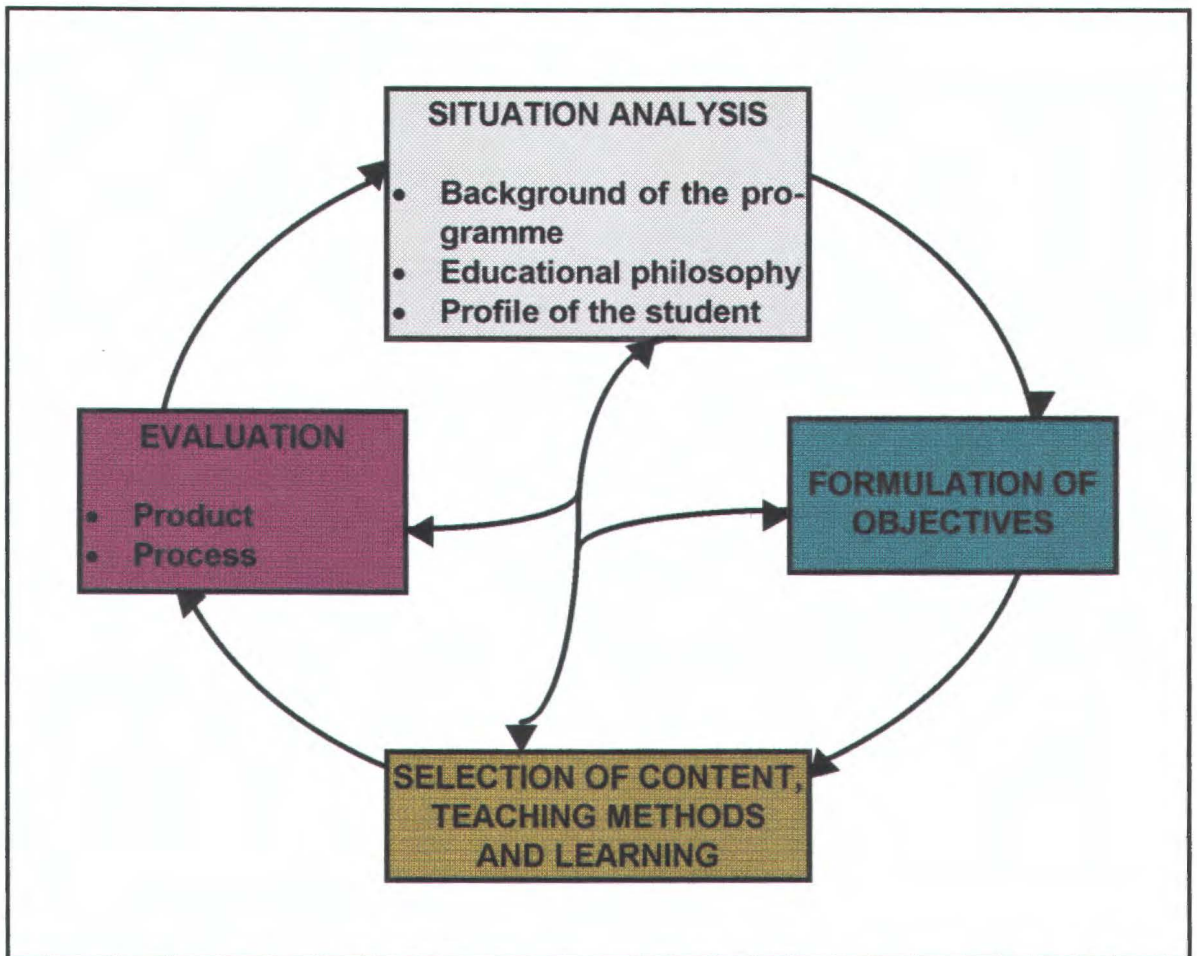 SITUATION ANALYSIS
• Background of the pro-
gramme
• Educational philosophy
• Profile of the student
EVALUATION
• Product
• Process
FORMULATION OF
OBJECTIVES
SELECTION OF CONTENT,
TEACHING METHODS
AND LEARNING